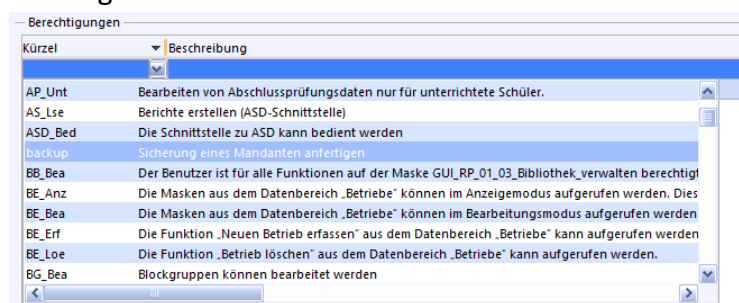 Berechtigungen
Kürzel Beschreibung
AP_Unt Bearbeiten von Abschlussprüfungsdaten nur für unterrichtete Schüler.
AS_Lse Berichte erstellen (ASD-Schnittstelle)
ASD_Bed Die Schnittstelle zu ASD kann bedient werden
backup Sicherung eines Mandanten anfertigen
BB_Bea Der Benutzer ist für alle Funktionen auf der Maske GUI_RP_01_03_Bibliothek_verwalten berechtigt
BE_Anz Die Masken aus dem Datenbereich „Betriebe" können im Anzeigemodus aufgerufen werden. Dies
BE_Bea Die Masken aus dem Datenbereich „Betriebe" können im Bearbeitungsmodus aufgerufen werden
BE_Erf Die Funktion „Neuen Betrieb erfassen" aus dem Datenbereich „Betriebe" kann aufgerufen werden
BE_Loe Die Funktion „Betrieb löschen" aus dem Datenbereich „Betriebe" kann aufgerufen werden.
BG_Bea Blockgruppen können bearbeitet werden